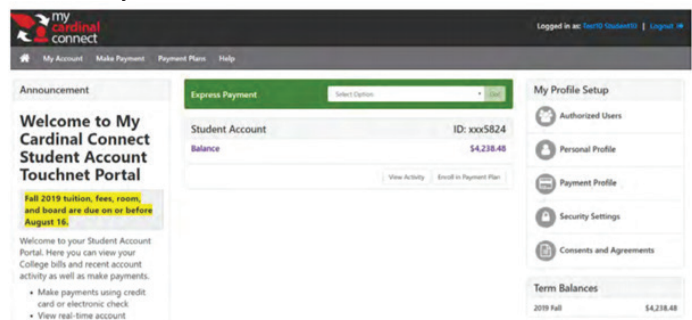 my
cardinal
connect
Logged in as: Test10 Student10 | Logout
My Account Make Payment Payment Plans Help
Announcement
Welcome to My
Cardinal Connect
Student Account
Touchnet Portal
Fall 2019 tuition, fees, room,
and board are due on or before
August 16.
Welcome to your Student Account
Portal. Here you can view your
College bills and recent account
activity as well as make payments.
• Make payments using credit
card or electronic check
• View real-time account
Express Payment Select Option
Student Account ID: xxx5824
Balance $4,238.48
View Activity Enroll in Payment Plan
My Profile Setup
Authorized Users
Personal Profile
Payment Profile
Security Settings
Consents and Agreements
Term Balances
2019 Fall $4,238.48